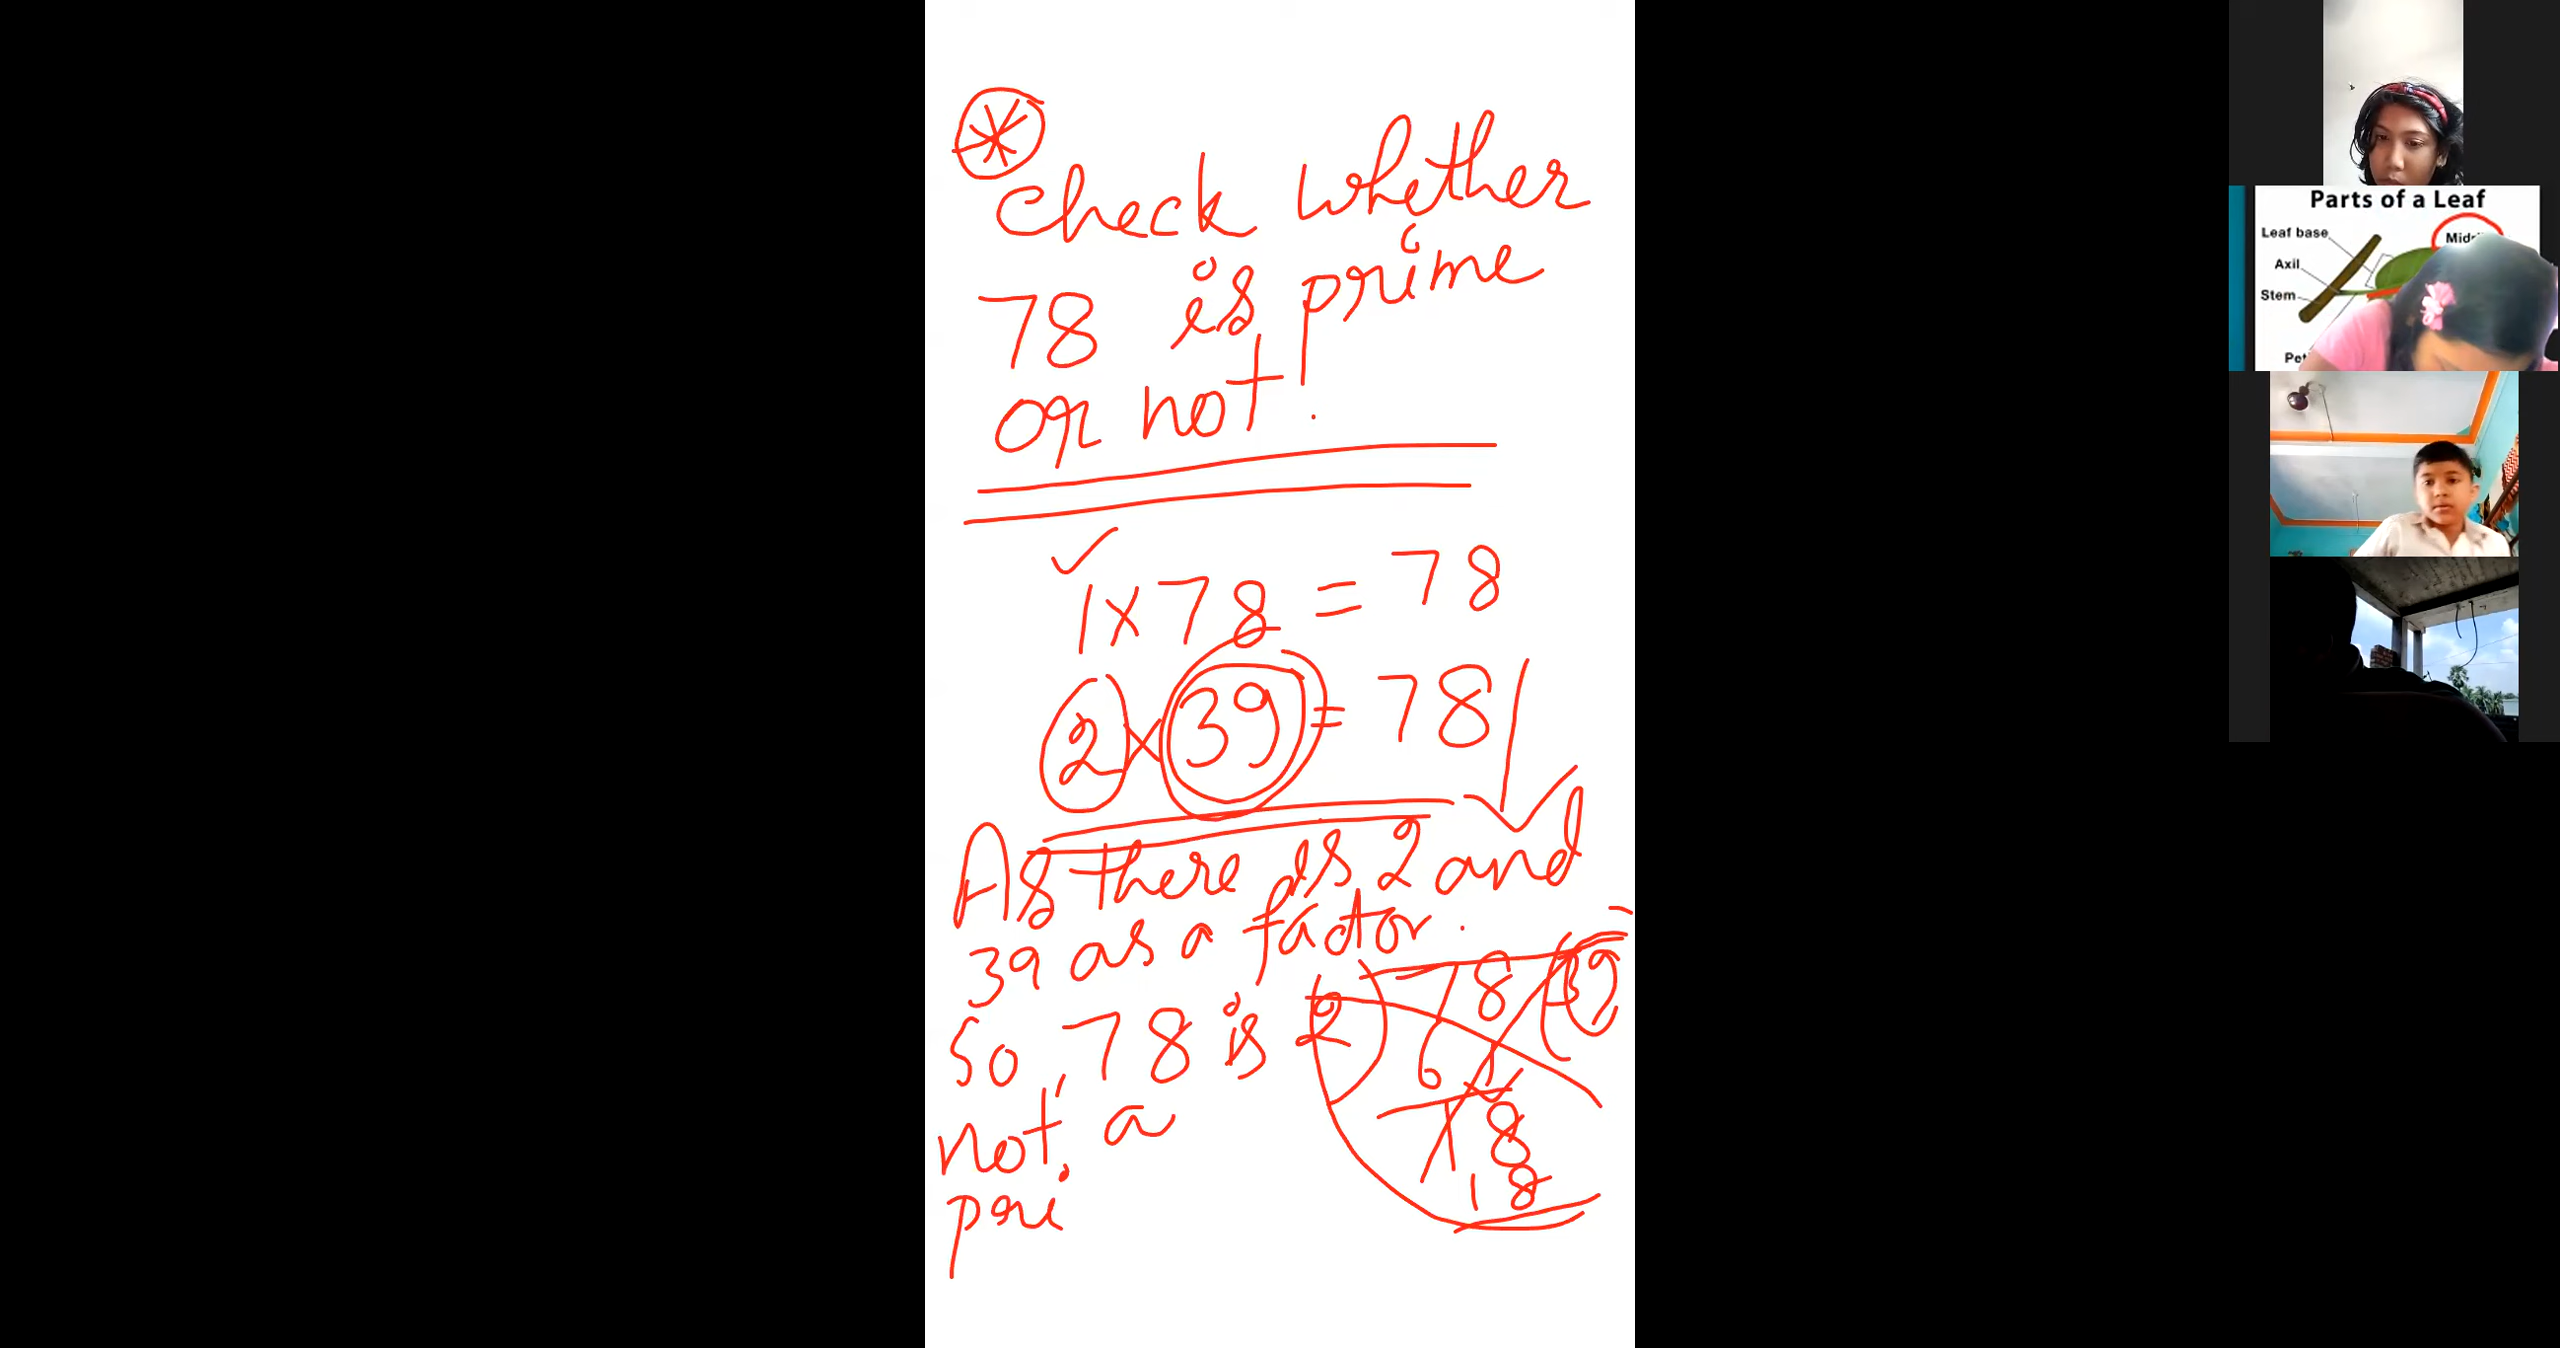 Check whether
78 is prime
or not!
1 x 78 = 78
2 x 39 = 78
As there is 2 and
39 as a factor.
So, 78 is
not a
pri
2) 78 (39
6
18
18
Parts of a Leaf
Leaf base
Axil
Stem